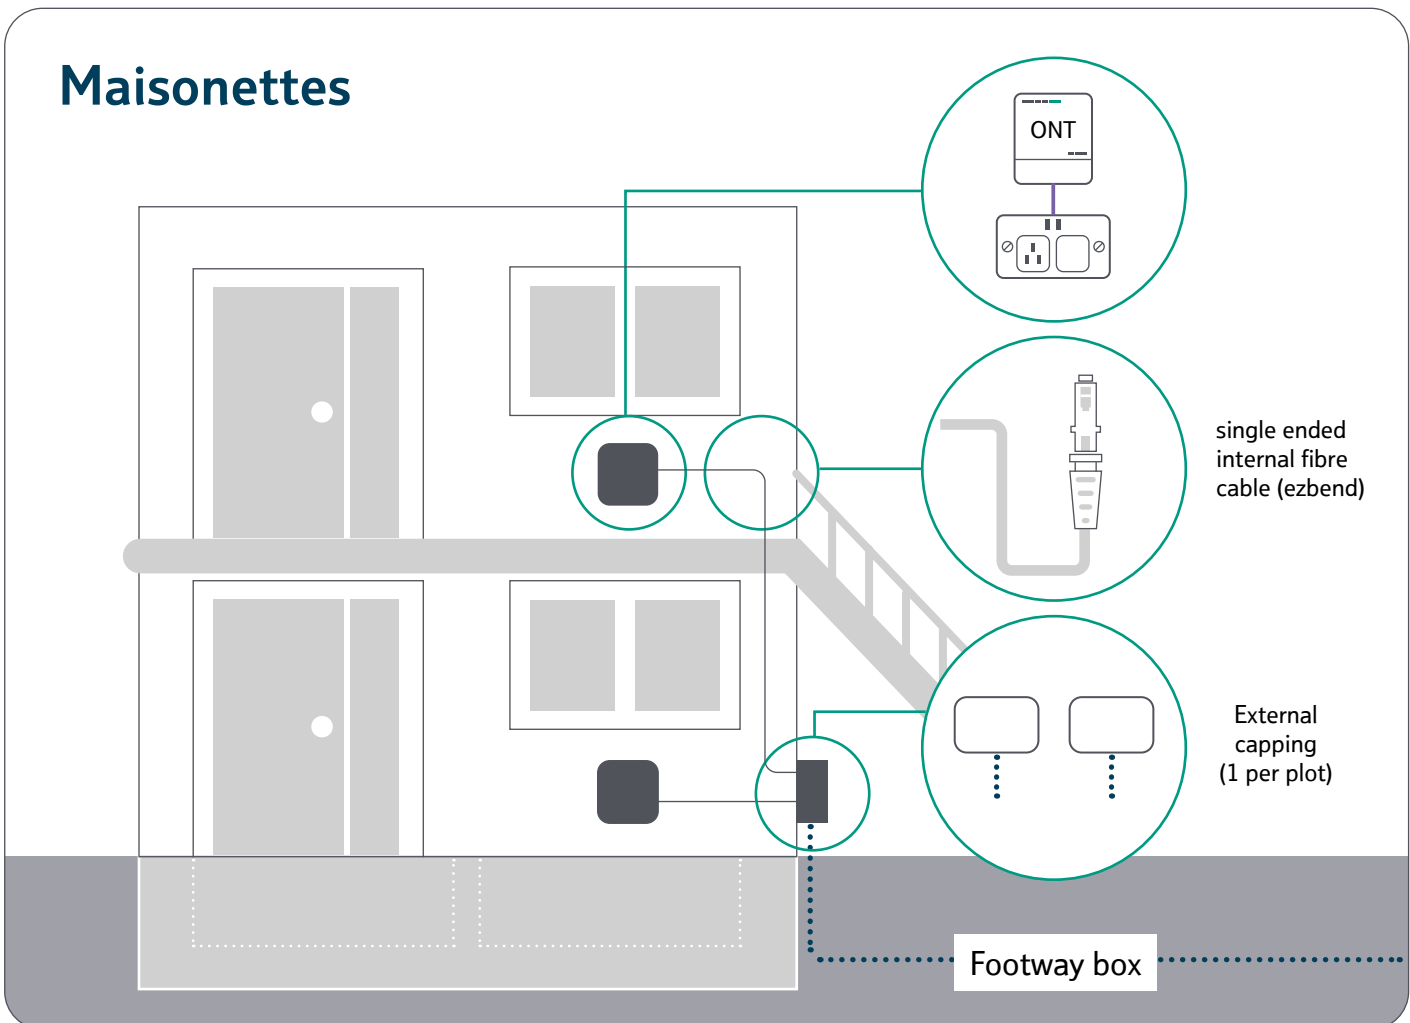 Maisonettes
ONT
single ended
internal fibre
cable (ezbend)
External
capping
(1 per plot)
Footway box